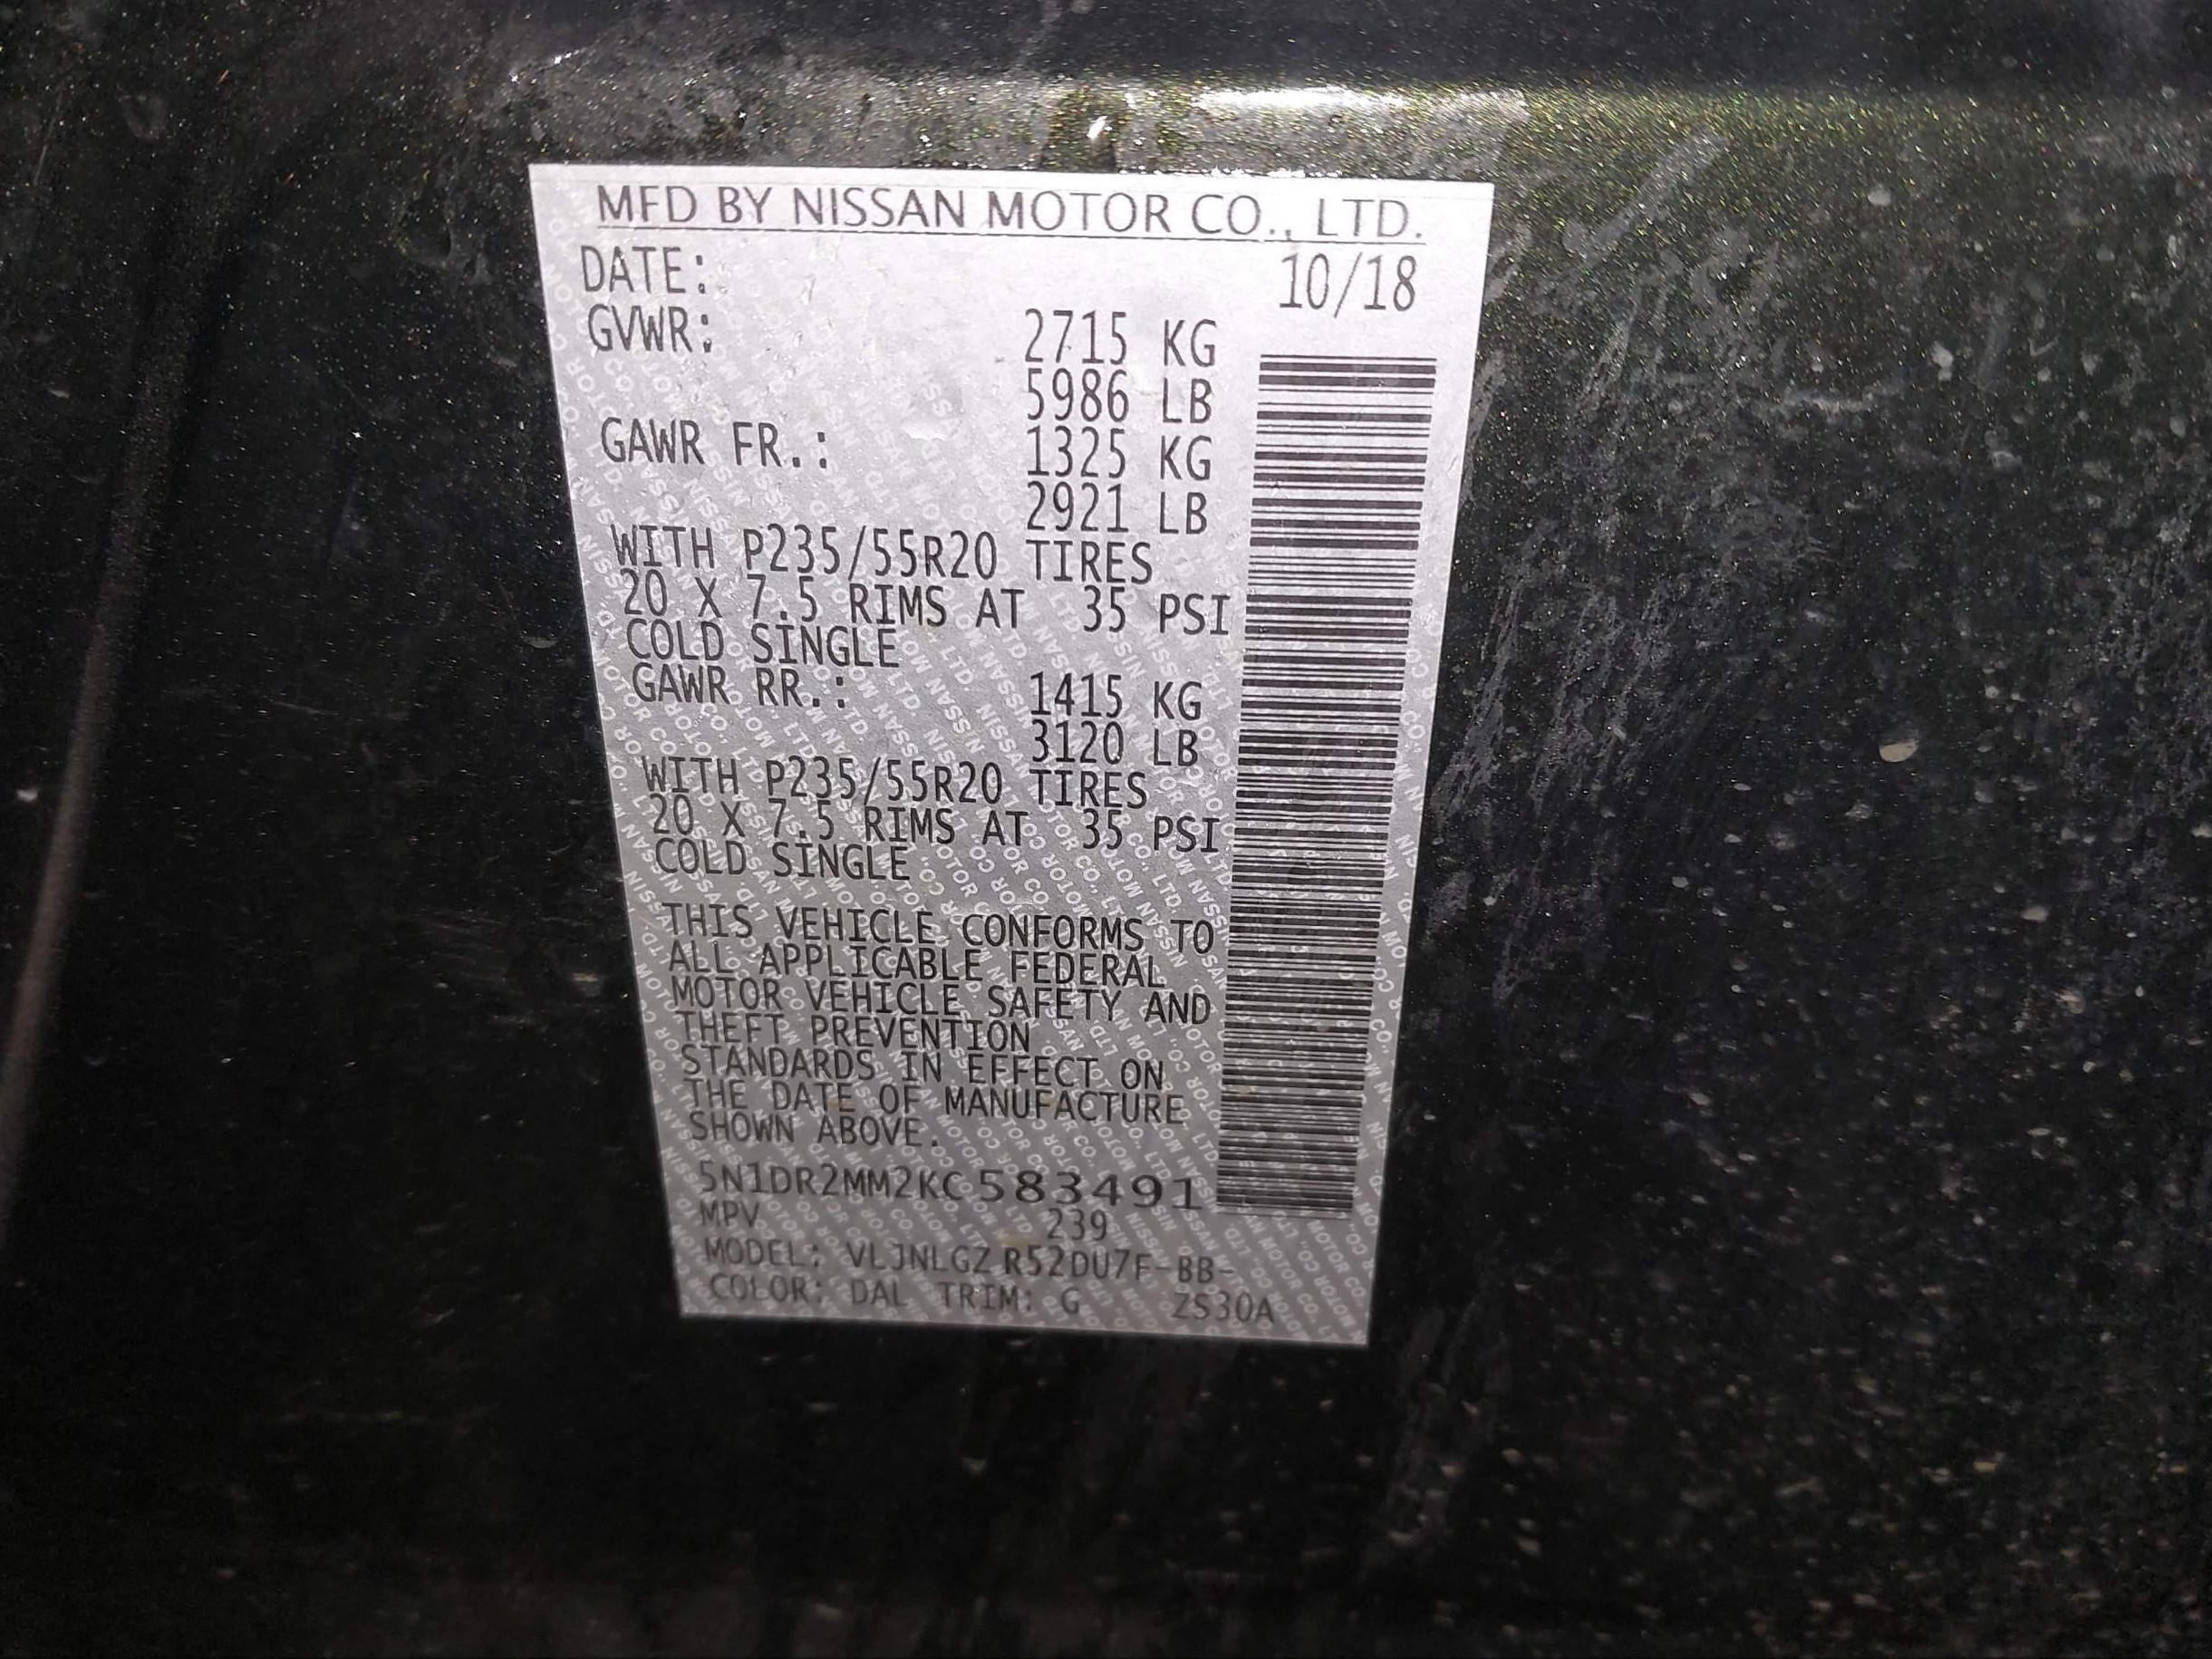 MFD BY NISSAN MOTOR CO., LTD.
DATE: 10/18
GVWR: 2715 KG
5986 LB
GAWR FR.: 1325 KG
2921 LB
WITH P235/55R20 TIRES
20 X 7.5 RIMS AT 35 PSI
COLD SINGLE
GAWR RR.: 1415 KG
3120 LB
WITH P235/55R20 TIRES
20 X 7.5 RIMS AT 35 PSI
COLD SINGLE
THIS VEHICLE CONFORMS TO
ALL APPLICABLE FEDERAL
MOTOR VEHICLE SAFETY AND
THEFT PREVENTION
STANDARDS IN EFFECT ON
THE DATE OF MANUFACTURE
SHOWN ABOVE.
5N1DR2MM2KC583491
MPV 239
MODEL: VLJNLGZ R52DU7F-BB-
COLOR: DAL TRIM: G ZS30A